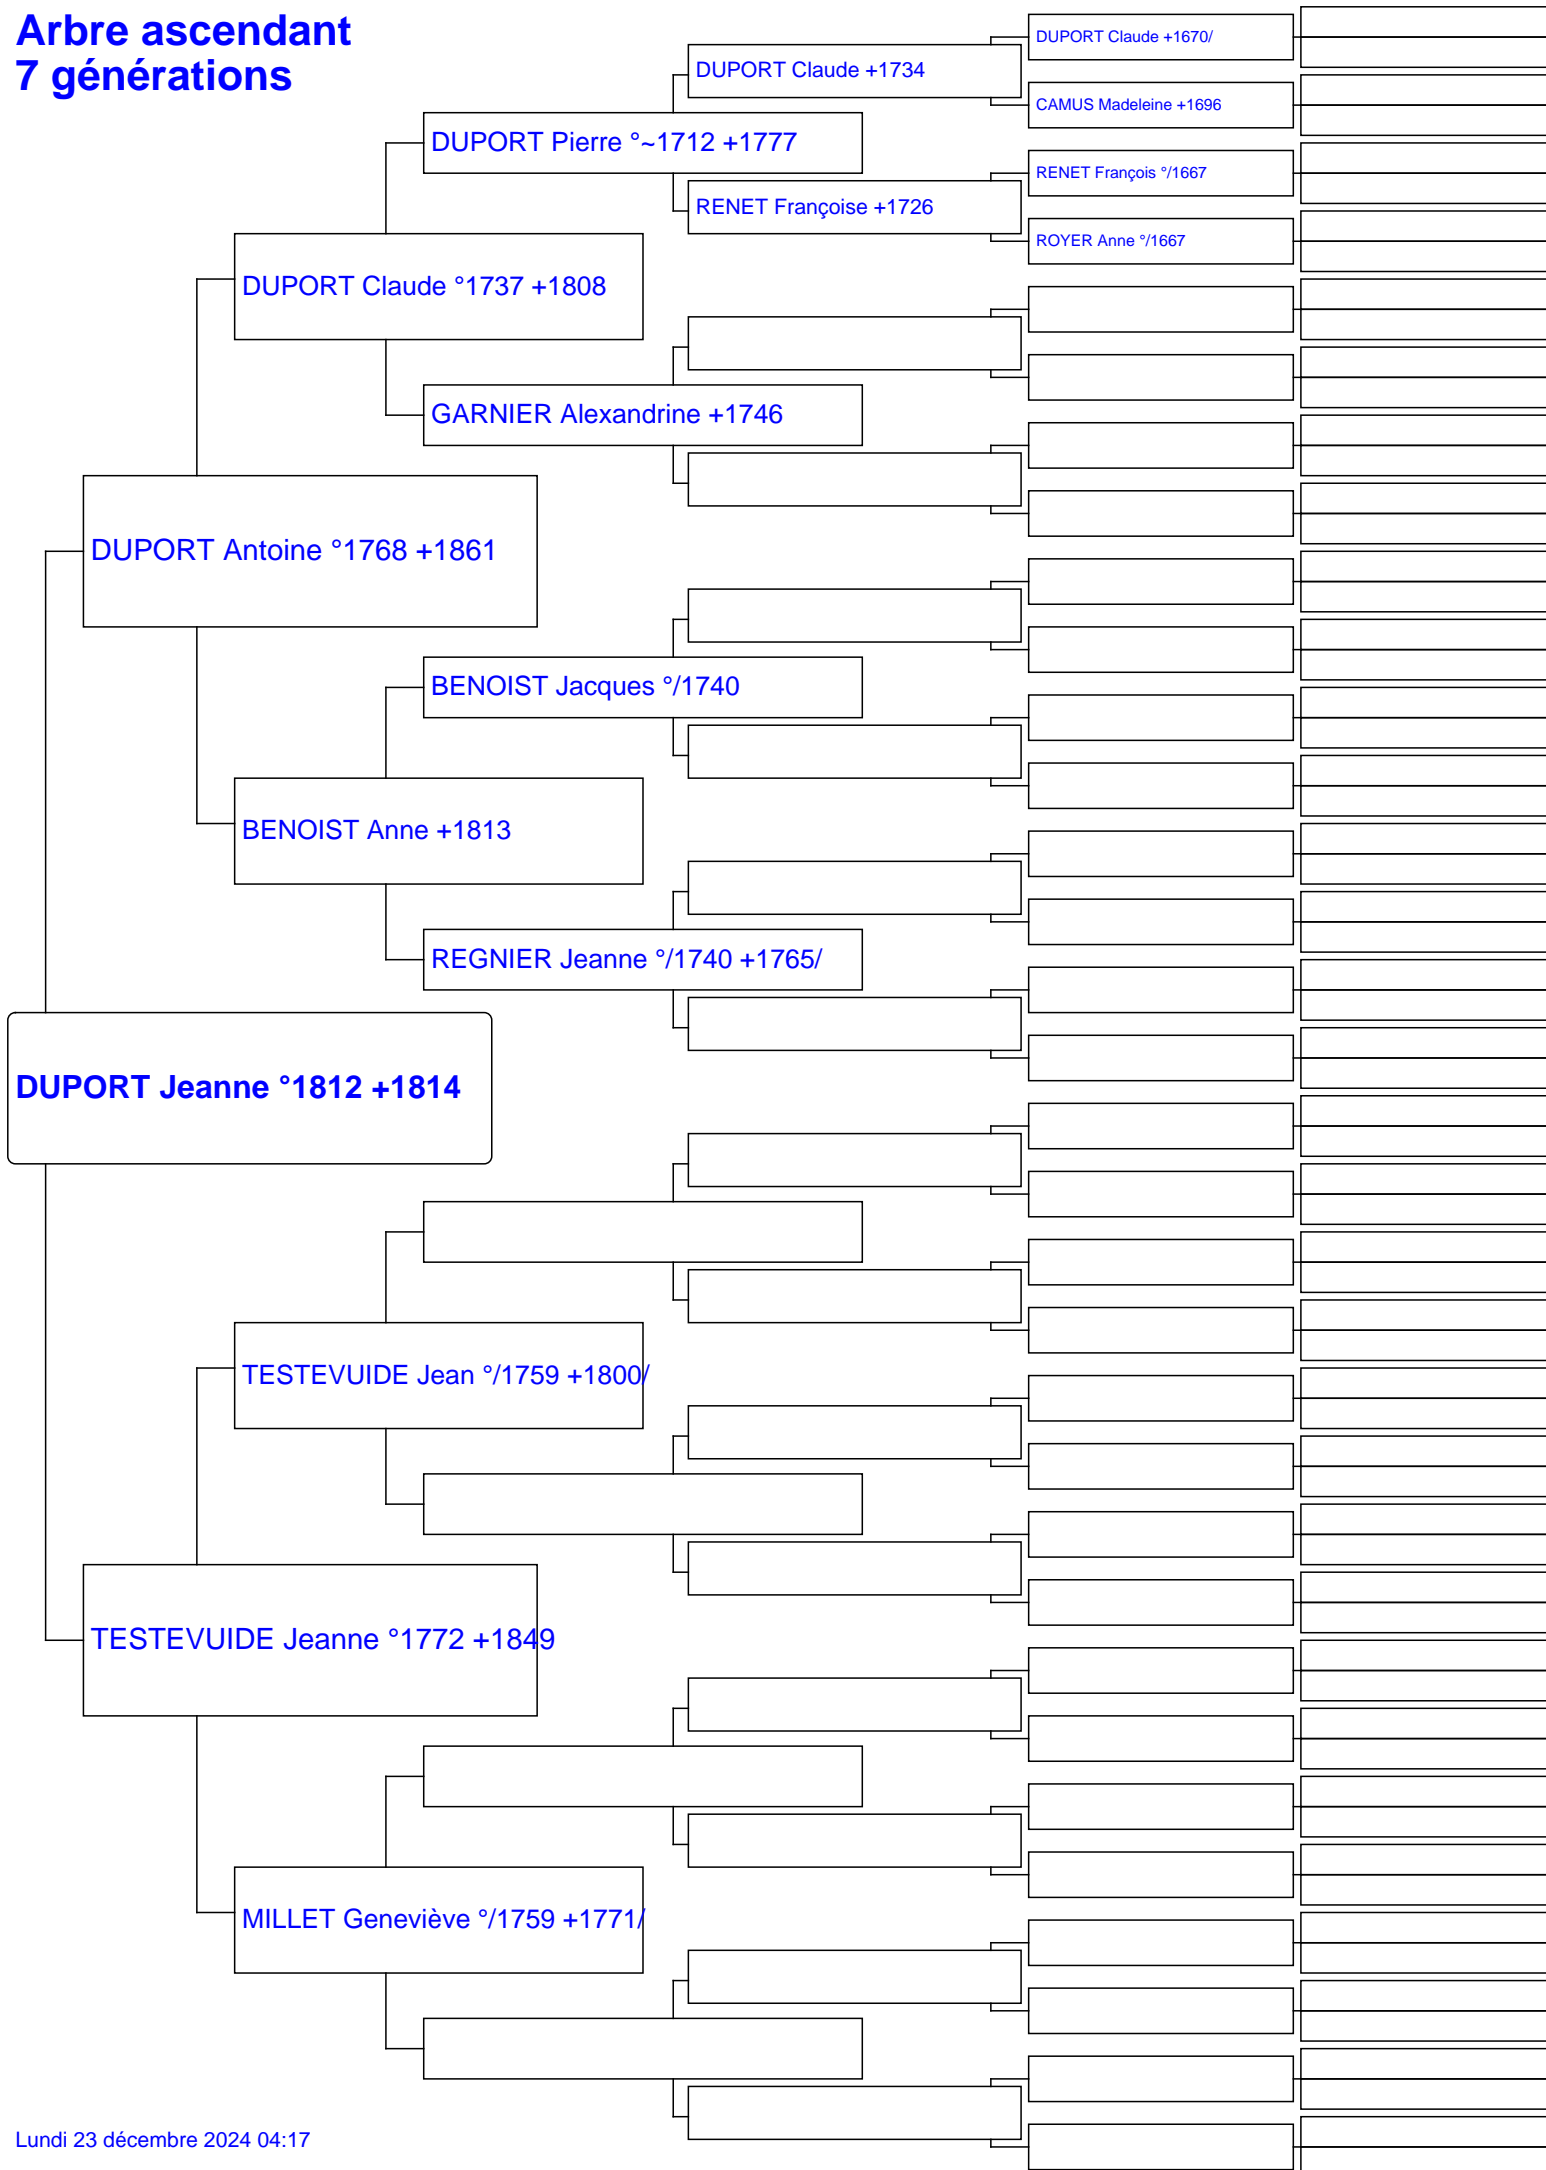 Arbre ascendant
7 générations
DUPORT Claude +1670/
DUPORT Claude +1734
CAMUS Madeleine +1696
DUPORT Pierre °~1712 +1777
RENET François °/1667
RENET Françoise +1726
ROYER Anne °/1667
DUPORT Claude °1737 +1808
GARNIER Alexandrine +1746
DUPORT Antoine °1768 +1861
BENOIST Jacques °/1740
BENOIST Anne +1813
REGNIER Jeanne °/1740 +1765/
DUPORT Jeanne °1812 +1814
TESTEVUIDE Jean °/1759 +1800/
TESTEVUIDE Jeanne °1772 +1849
MILLET Geneviève °/1759 +1771/
Lundi 23 décembre 2024 04:17